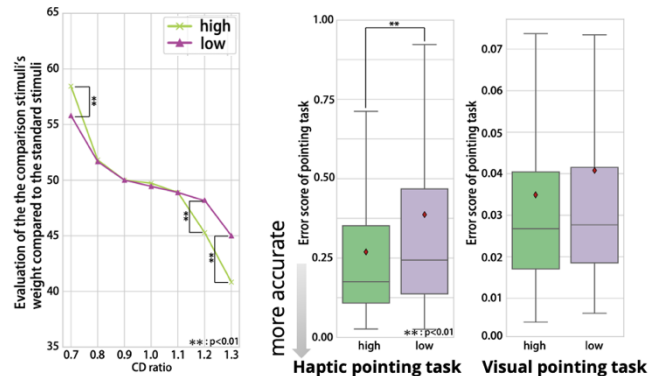 Evaluation of the the comparison stimuli's
weight compared to the standard stimuli
65
60
55
50
45
40
35
high
low
**
**
**
**: p<0.01
0.7 0.8 0.9 1.0 1.1 1.2 1.3
CD ratio
more accurate
Error score of pointing task
1.00
0.75
0.50
0.25
0.00
**
**: p<0.01
high low
Haptic pointing task
Error score of pointing task
0.07
0.06
0.05
0.04
0.03
0.02
0.01
0.00
high low
Visual pointing task